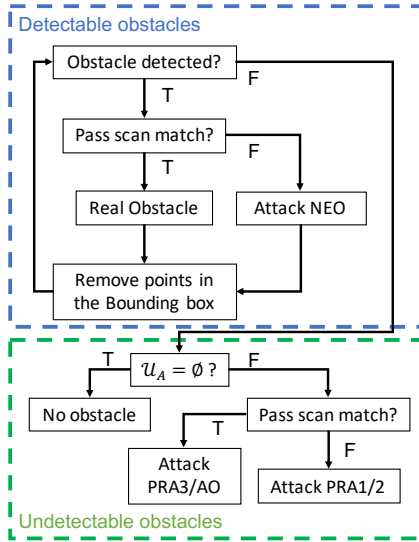 Detectable obstacles
Obstacle detected?
T
F
Pass scan match?
T
F
Real Obstacle
Attack NEO
Remove points in
the Bounding box
T
𝒰_A = ∅ ?
F
No obstacle
Pass scan match?
T
F
Attack
PRA3/AO
Attack PRA1/2
Undetectable obstacles